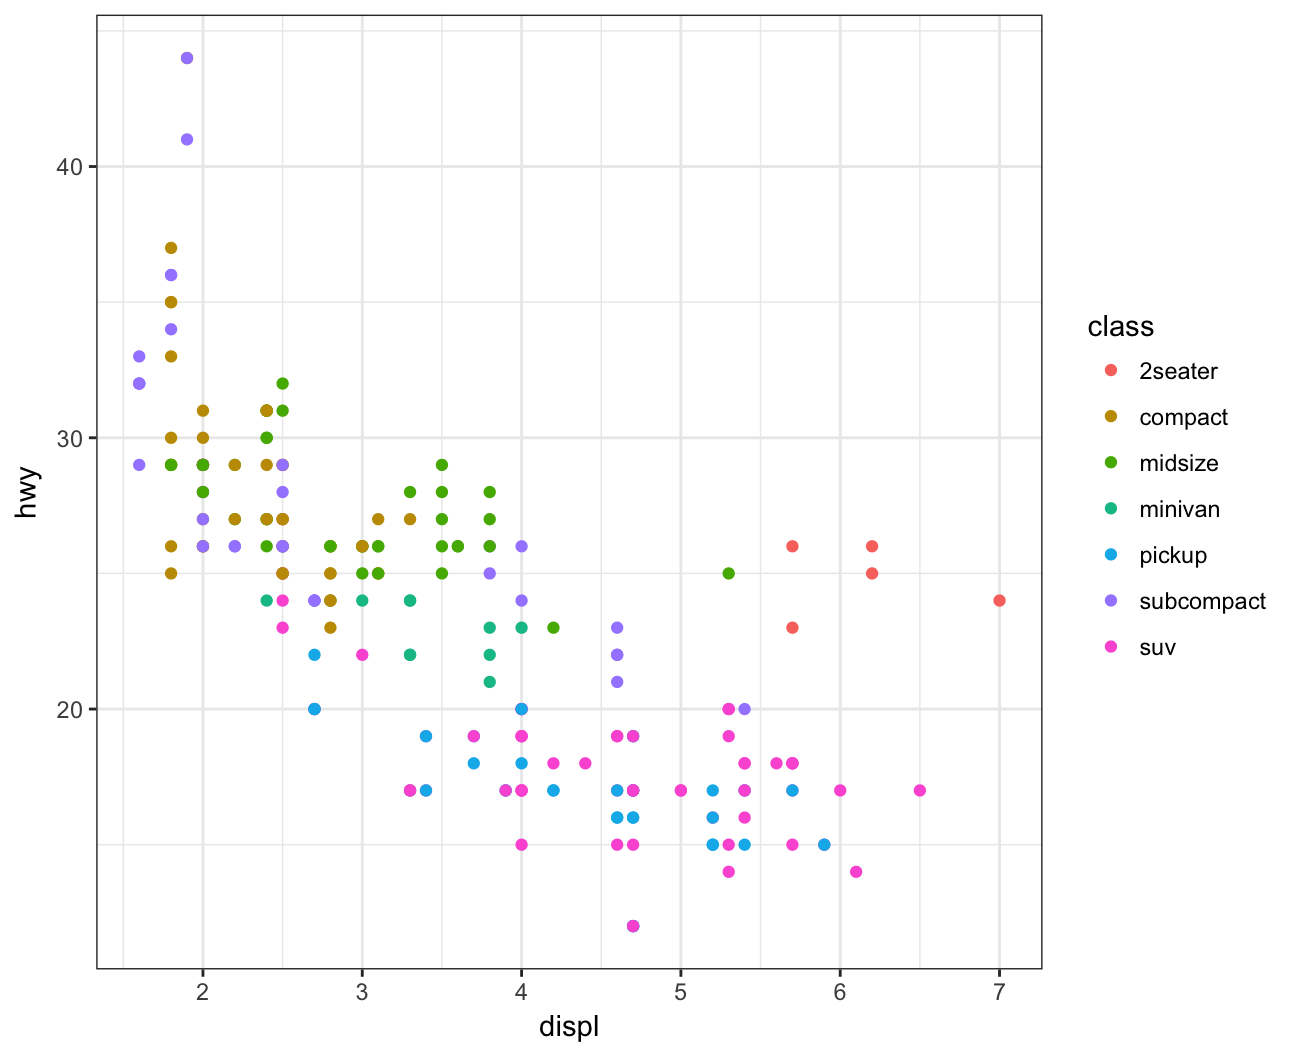 40
30
20
hwy
2 3 4 5 6 7
displ
class
2seater
compact
midsize
minivan
pickup
subcompact
suv